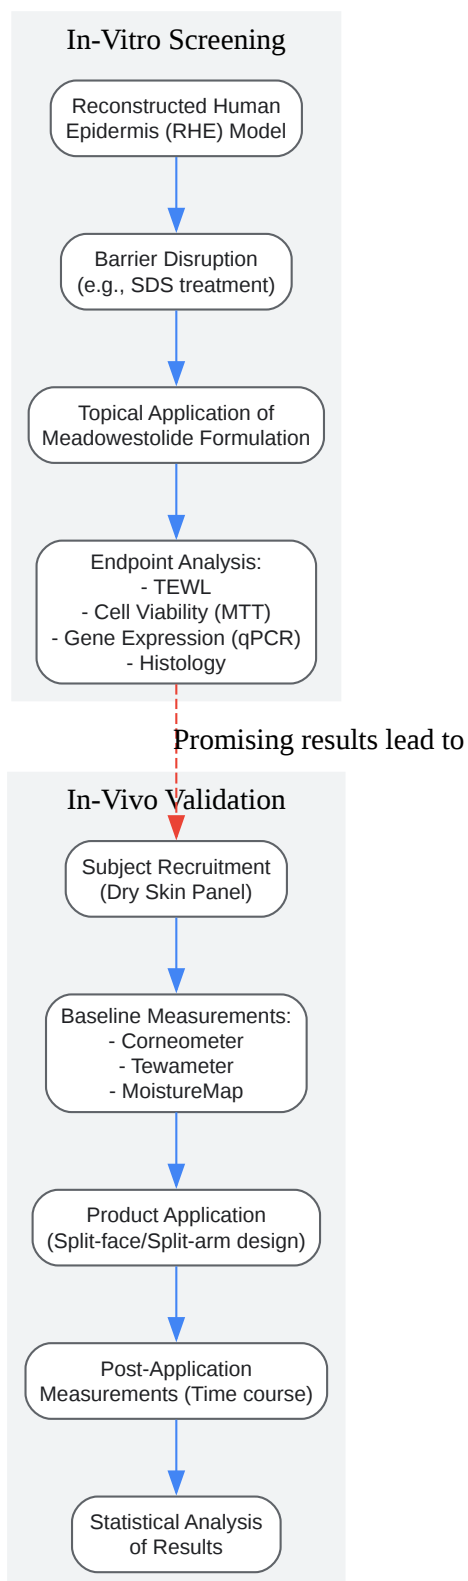 In-Vitro Screening
Reconstructed Human
Epidermis (RHE) Model
Barrier Disruption
(e.g., SDS treatment)
Topical Application of
Meadowestolide Formulation
Endpoint Analysis:
- TEWL
- Cell Viability (MTT)
- Gene Expression (qPCR)
- Histology
Promising results lead to
In-Vivo Validation
Subject Recruitment
(Dry Skin Panel)
Baseline Measurements:
- Corneometer
- Tewameter
- MoistureMap
Product Application
(Split-face/Split-arm design)
Post-Application
Measurements (Time course)
Statistical Analysis
of Results